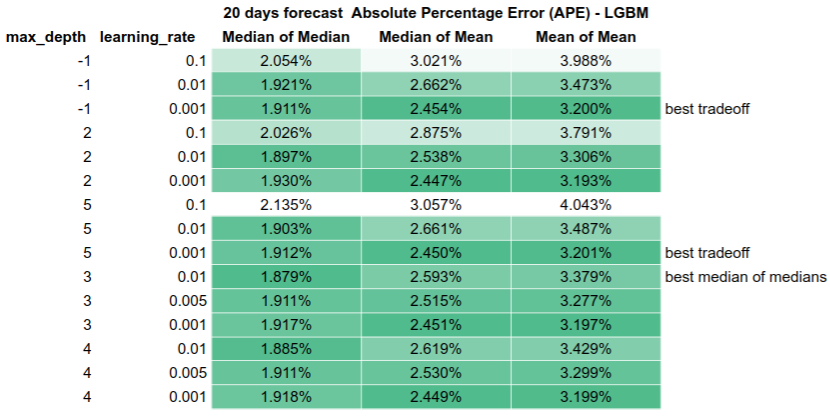 20 days forecast Absolute Percentage Error (APE) - LGBM
max_depth learning_rate Median of Median Median of Mean Mean of Mean
-1 0.1 2.054% 3.021% 3.988%
-1 0.01 1.921% 2.662% 3.473%
-1 0.001 1.911% 2.454% 3.200% best tradeoff
2 0.1 2.026% 2.875% 3.791%
2 0.01 1.897% 2.538% 3.306%
2 0.001 1.930% 2.447% 3.193%
5 0.1 2.135% 3.057% 4.043%
5 0.01 1.903% 2.661% 3.487%
5 0.001 1.912% 2.450% 3.201% best tradeoff
3 0.01 1.879% 2.593% 3.379% best median of medians
3 0.005 1.911% 2.515% 3.277%
3 0.001 1.917% 2.451% 3.197%
4 0.01 1.885% 2.619% 3.429%
4 0.005 1.911% 2.530% 3.299%
4 0.001 1.918% 2.449% 3.199%